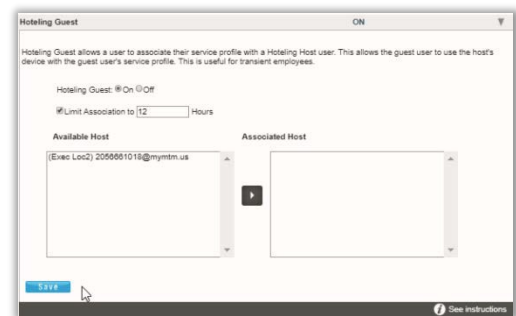 Hoteling Guest ON
Hoteling Guest allows a user to associate their service profile with a Hoteling Host user. This allows the guest user to use the host's
device with the guest user's service profile. This is useful for transient employees.
Hoteling Guest: On Off
Limit Association to 12 Hours
Available Host Associated Host
(Exec Loc2) 2056661018@mymtm.us
Save
See instructions